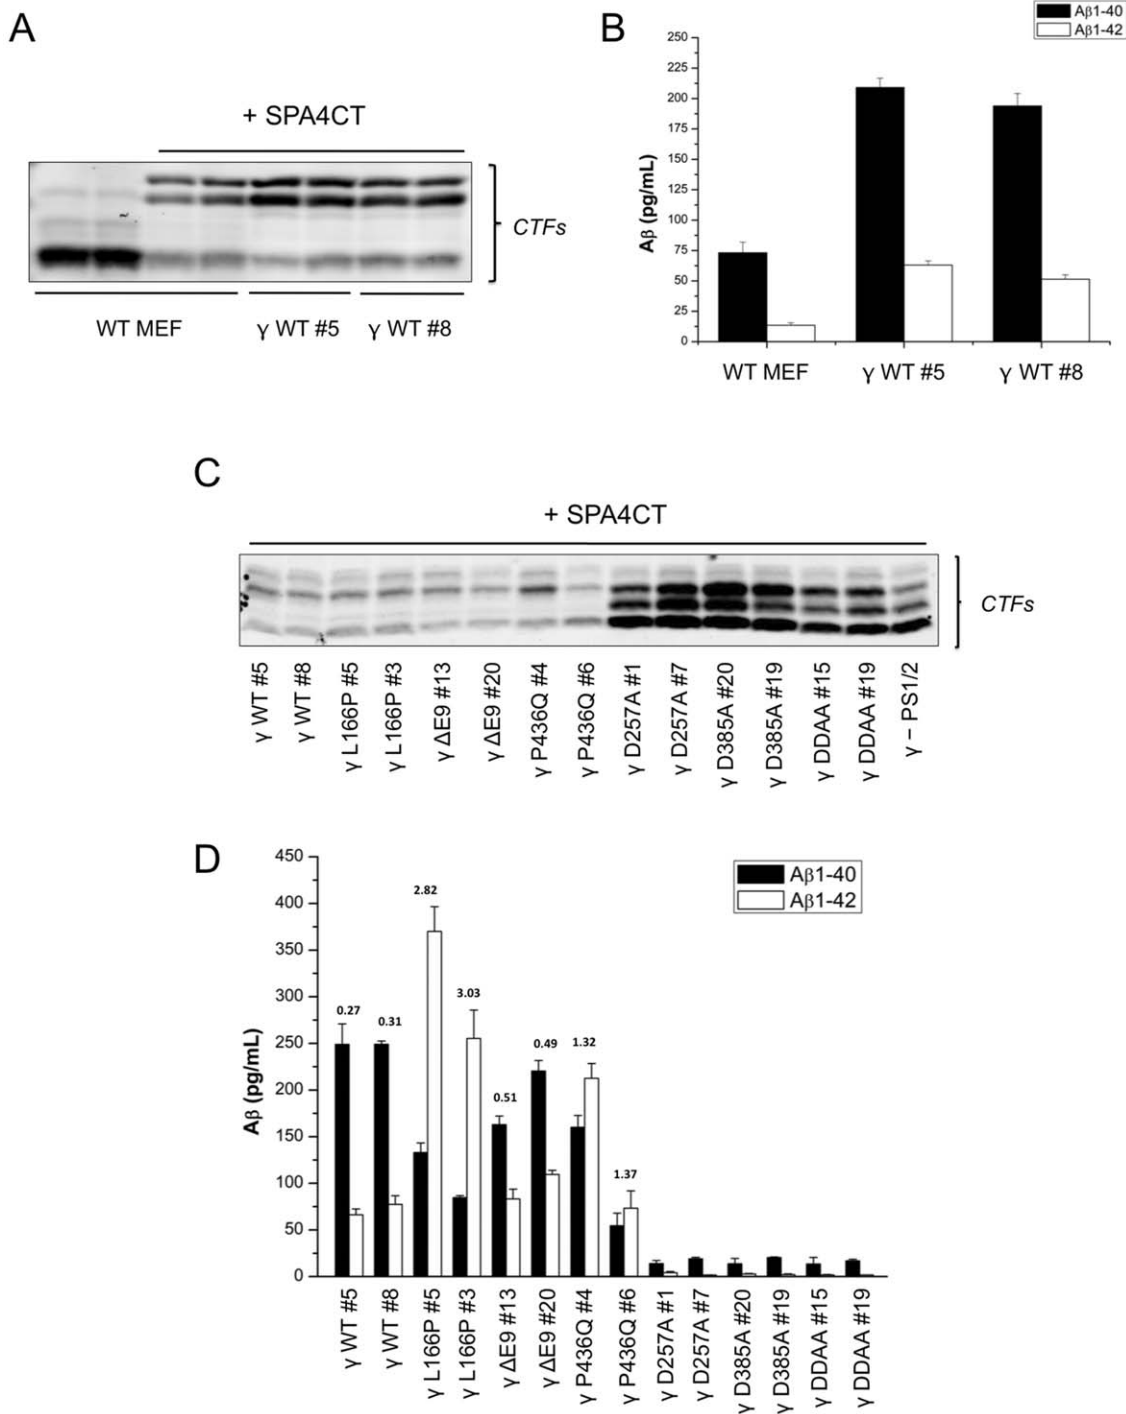 A
+ SPA4CT
CTFs
WT MEF
γ WT #5
γ WT #8
B
Aβ1-40
Aβ1-42
250
225
200
175
150
125
100
75
50
25
0
Aβ (pg/mL)
WT MEF
γ WT #5
γ WT #8
C
+ SPA4CT
CTFs
γ WT #5
γ WT #8
γ L166P #5
γ L166P #3
γ ΔE9 #13
γ ΔE9 #20
γ P436Q #4
γ P436Q #6
γ D257A #1
γ D257A #7
γ D385A #20
γ D385A #19
γ DDAA #15
γ DDAA #19
γ – PS1/2
D
Aβ1-40
Aβ1-42
450
400
350
300
250
200
150
100
50
0
Aβ (pg/mL)
0.27
0.31
2.82
3.03
0.51
0.49
1.32
1.37
γ WT #5
γ WT #8
γ L166P #5
γ L166P #3
γ ΔE9 #13
γ ΔE9 #20
γ P436Q #4
γ P436Q #6
γ D257A #1
γ D257A #7
γ D385A #20
γ D385A #19
γ DDAA #15
γ DDAA #19